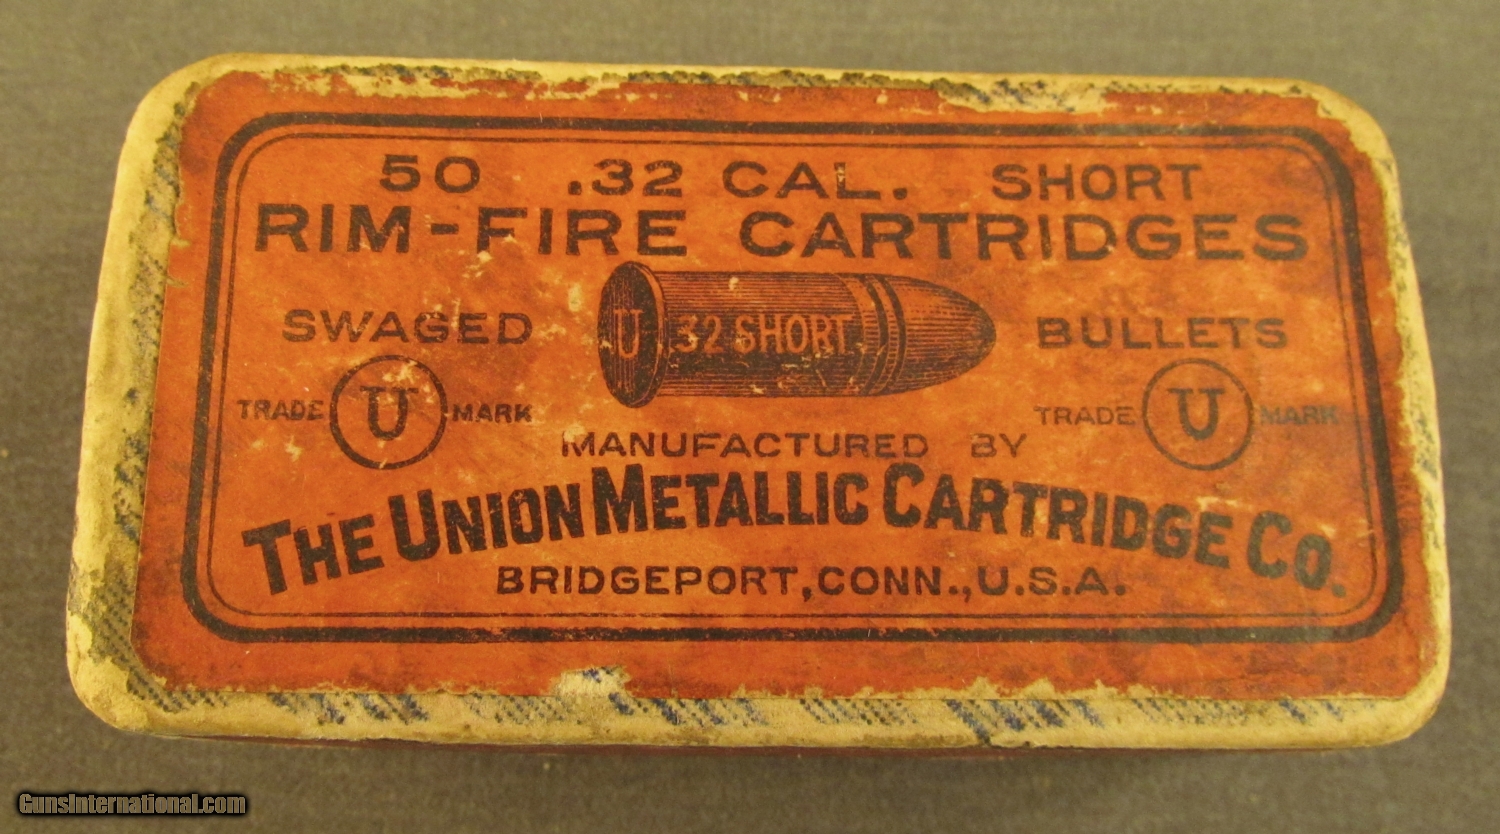 50 .32 CAL. SHORT
RIM-FIRE CARTRIDGES
SWAGED BULLETS
U .32 SHORT
TRADE U MARK TRADE U MARK
MANUFACTURED BY
THE UNION METALLIC CARTRIDGE CO.
BRIDGEPORT, CONN., U.S.A.
GunsInternational.com